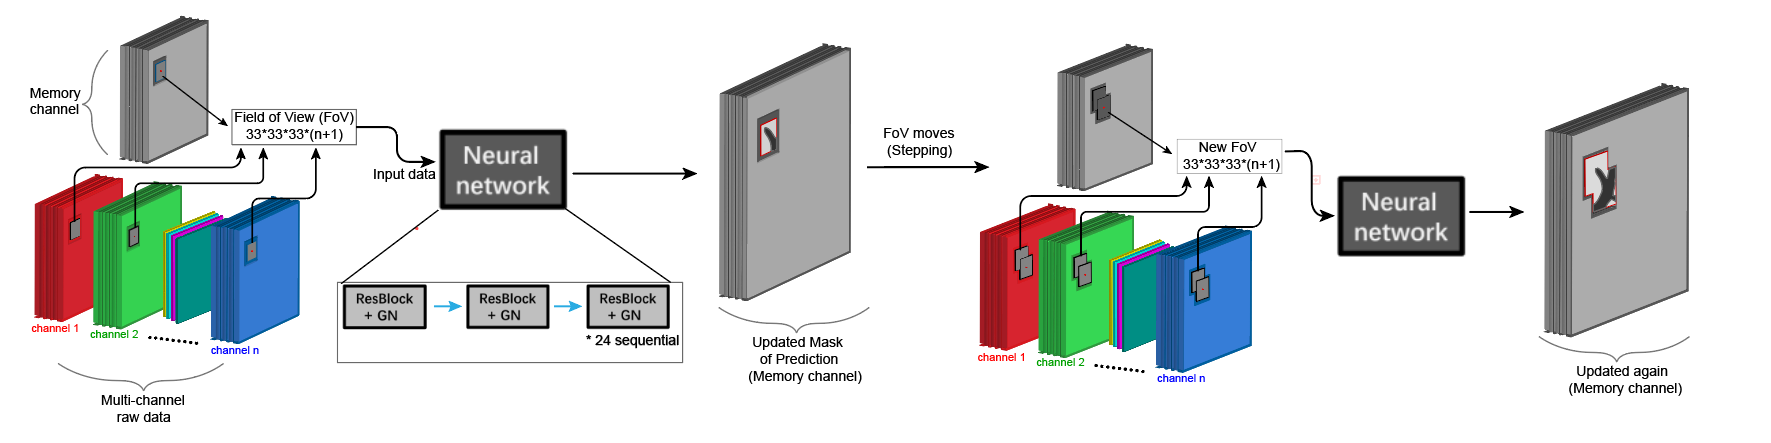 Memory
channel
Field of View (FoV)
33*33*33*(n+1)
Input data
Neural
network
channel 1
channel 2
channel n
Multi-channel
raw data
ResBlock
+ GN
ResBlock
+ GN
ResBlock
+ GN
* 24 sequential
Updated Mask
of Prediction
(Memory channel)
FoV moves
(Stepping)
New FoV
33*33*33*(n+1)
channel 1
channel 2
channel n
Neural
network
Updated again
(Memory channel)